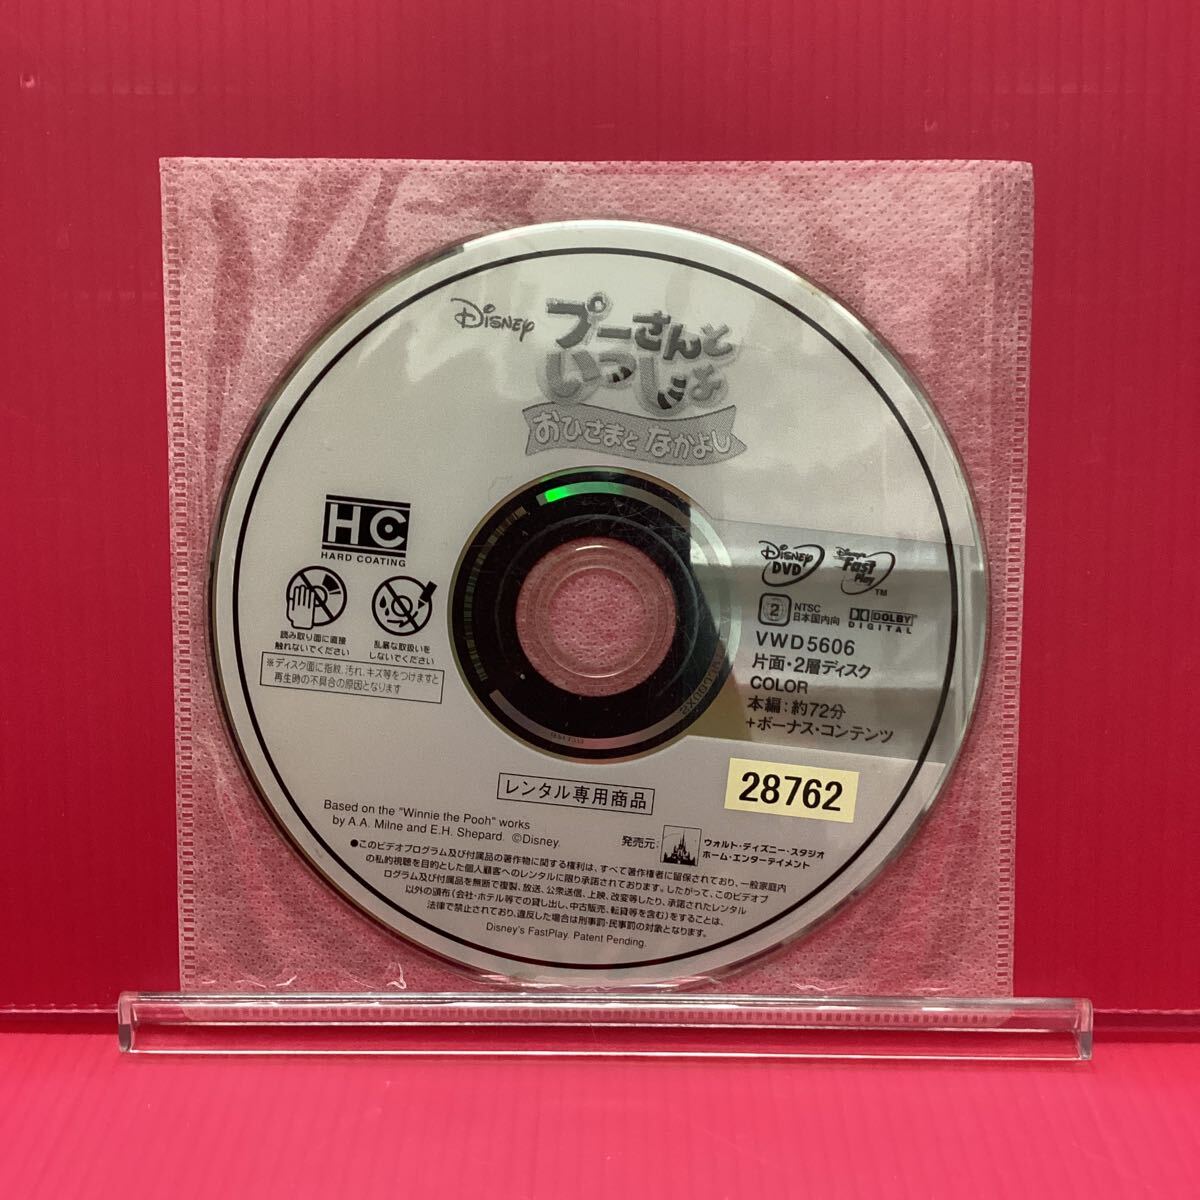 Disney
プーさんと
いっしょ
おひさまと なかよし
HC
HARD COATING
読み取り面に直接
触れないでください
乱暴な取扱いを
しないでください
※ディスク面に指紋、汚れ、キズ等をつけますと
再生時の不具合の原因となります
Disney
DVD
Disney's
Fast
Play
TM
2
NTSC
日本国内向
DOLBY
DIGITAL
VWD5606
片面・2層ディスク
COLOR
本編：約72分
+ボーナス・コンテンツ
28762
レンタル専用商品
Based on the "Winnie the Pooh" works
by A.A. Milne and E.H. Shepard. ©Disney.
発売元：
ウォルト・ディズニー・スタジオ
ホーム・エンターテイメント
●このビデオプログラム及び付属品の著作物に関する権利は、すべて著作権者に留保されており、一般家庭内
の私的視聴を目的とした個人顧客へのレンタルに限り承諾されております。したがって、このビデオプ
ログラム及び付属品を無断で複製、放送、公衆送信、上映、改変等したり、承諾されたレンタル
以外の頒布（会社・ホテル等での貸し出し、中古販売、転貸等を含む）をすることは、
法律で禁止されており、違反した場合は刑事罰・民事罰の対象となります。
Disney's FastPlay. Patent Pending.